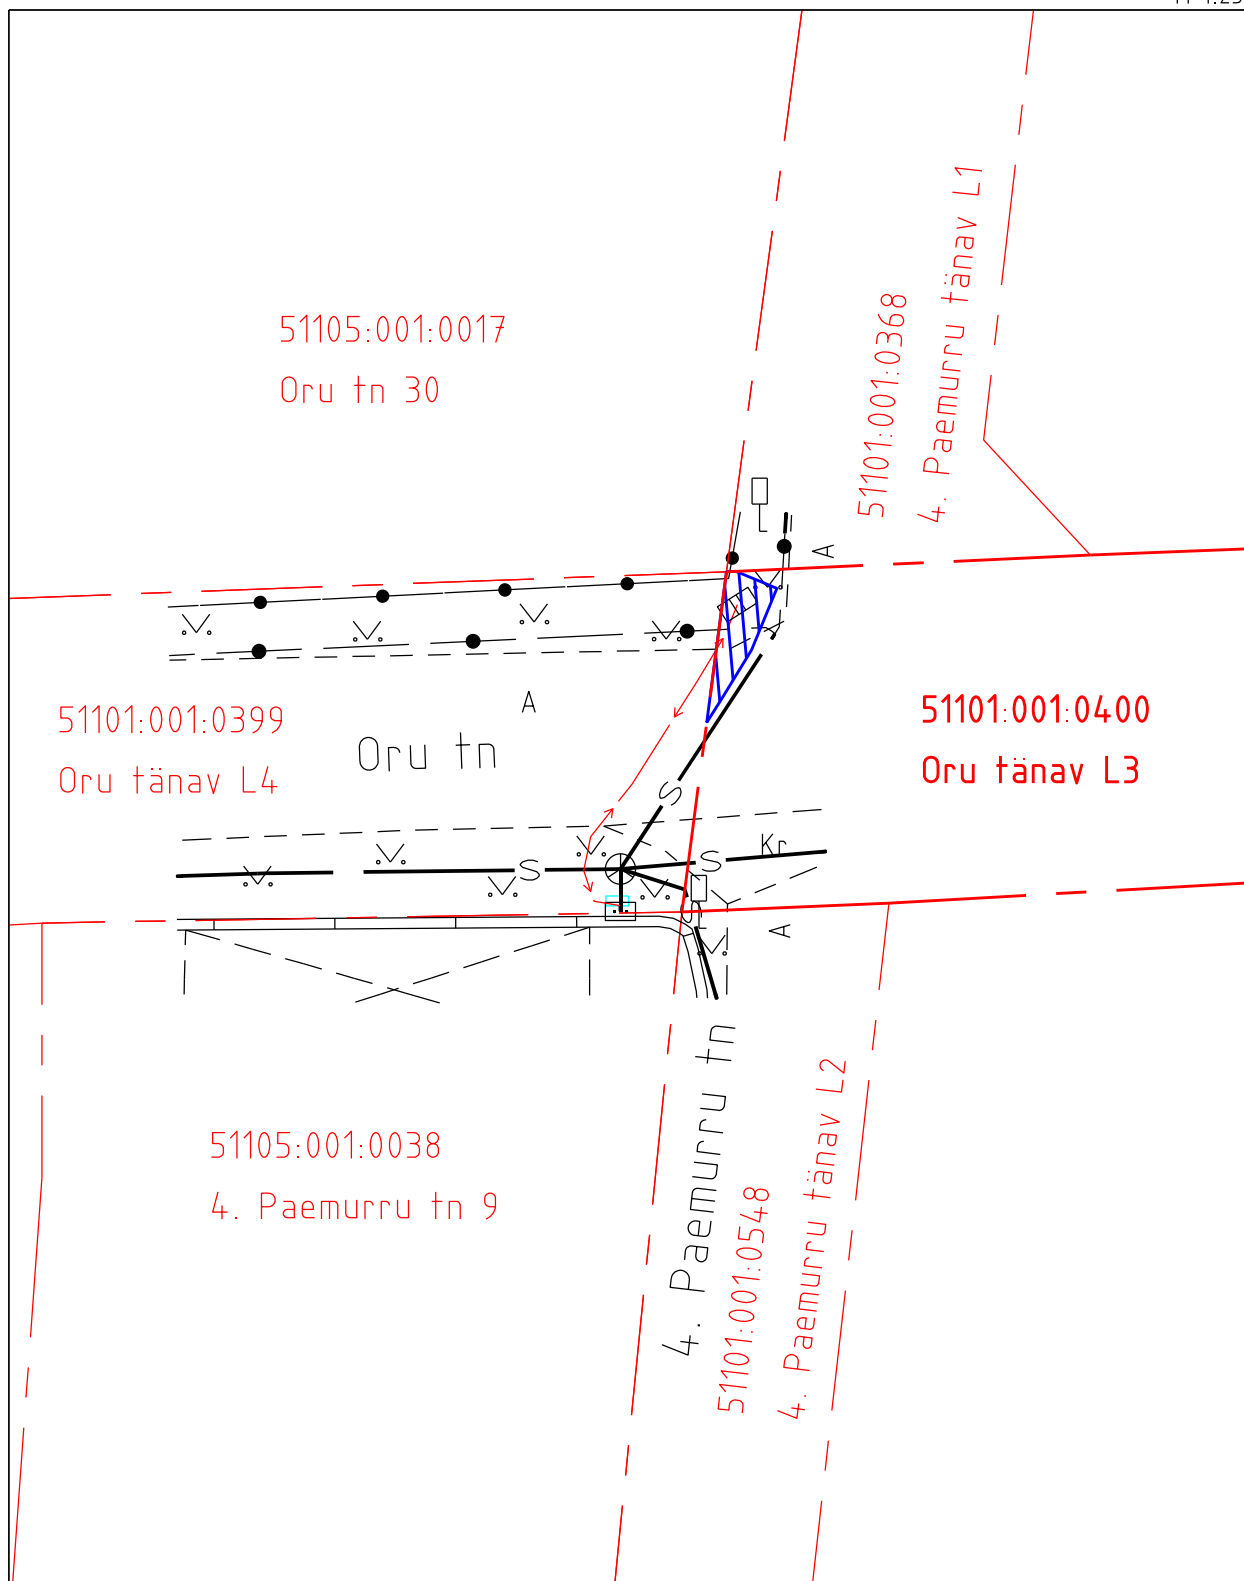 51105:001:0017
Oru tn 30
51101:001:0368
4. Paemurru tänav L1
A
51101:001:0399
Oru tänav L4
A
Oru tn
51101:001:0400
Oru tänav L3
S
S
S
Kr
A
51105:001:0038
4. Paemurru tn 9
4. Paemurru tn
51101:001:0548
4. Paemurru tänav L2